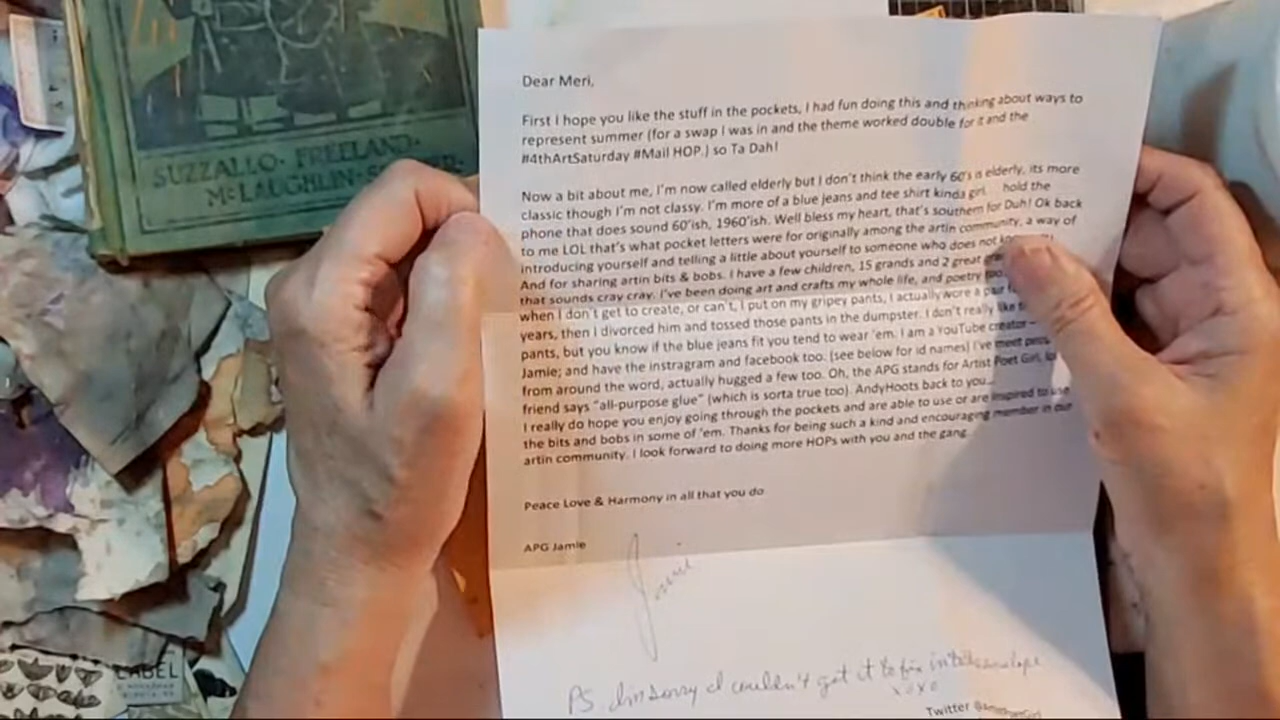 SUZZALLO · FREELAND ·
McLAUGHLIN ·
Dear Meri,
First I hope you like the stuff in the pockets, I had fun doing this and thinking about ways to
represent summer (for a swap I was in and the theme worked double for it and the
#4thArtSaturday #Mail HOP.) so Ta Dah!
Now a bit about me, I'm now called elderly but I don't think the early 60's is elderly, its more
classic though I'm not classy. I'm more of a blue jeans and tee shirt kinda girl. hold the
phone that does sound 60'ish, 1960'ish. Well bless my heart, that's southern for Duh! Ok back
to me LOL that's what pocket letters were for originally among the artin community, a way of
introducing yourself and telling a little about yourself to someone who does not
And for sharing artin bits & bobs. I have a few children, 15 grands and 2 great
that sounds cray cray. I've been doing art and crafts my whole life, and poetry too.
when I don't get to create, or can't, I put on my gripey pants, I actually wore a pair
years, then I divorced him and tossed those pants in the dumpster. I don't really like
pants, but you know if the blue jeans fit you tend to wear 'em. I am a YouTube creator –
Jamie; and have the instragram and facebook too. (see below for id names) I've meet
from around the word, actually hugged a few too. Oh, the APG stands for Artist Poet Girl,
friend says "all-purpose glue" (which is sorta true too). AndyHoots back to you...
I really do hope you enjoy going through the pockets and are able to use or are inspired to use
the bits and bobs in some of 'em. Thanks for being such a kind and encouraging member in our
artin community. I look forward to doing more HOPs with you and the gang
Peace Love & Harmony in all that you do
APG Jamie
Jamie
PS. I'm sorry I couldn't get it to fix in the envelope
xoxo
Twitter
LABEL